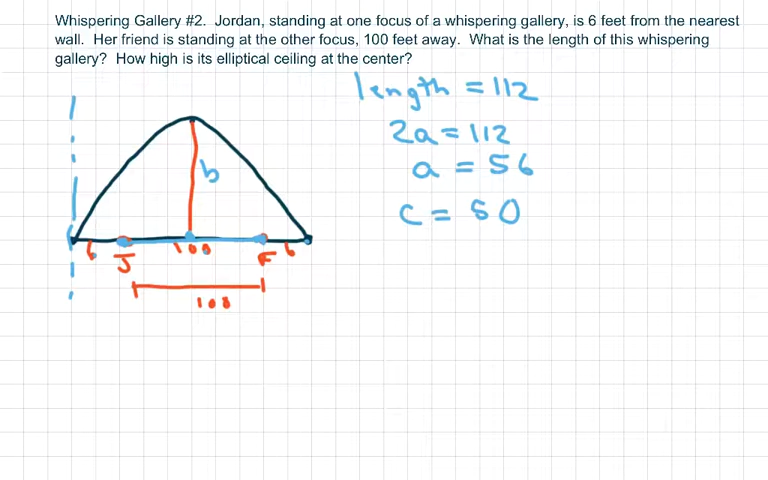 Whispering Gallery #2. Jordan, standing at one focus of a whispering gallery, is 6 feet from the nearest
wall. Her friend is standing at the other focus, 100 feet away. What is the length of this whispering
gallery? How high is its elliptical ceiling at the center?
length = 112
2a = 112
a = 56
c = 50
b
6 J 100 F 6
100